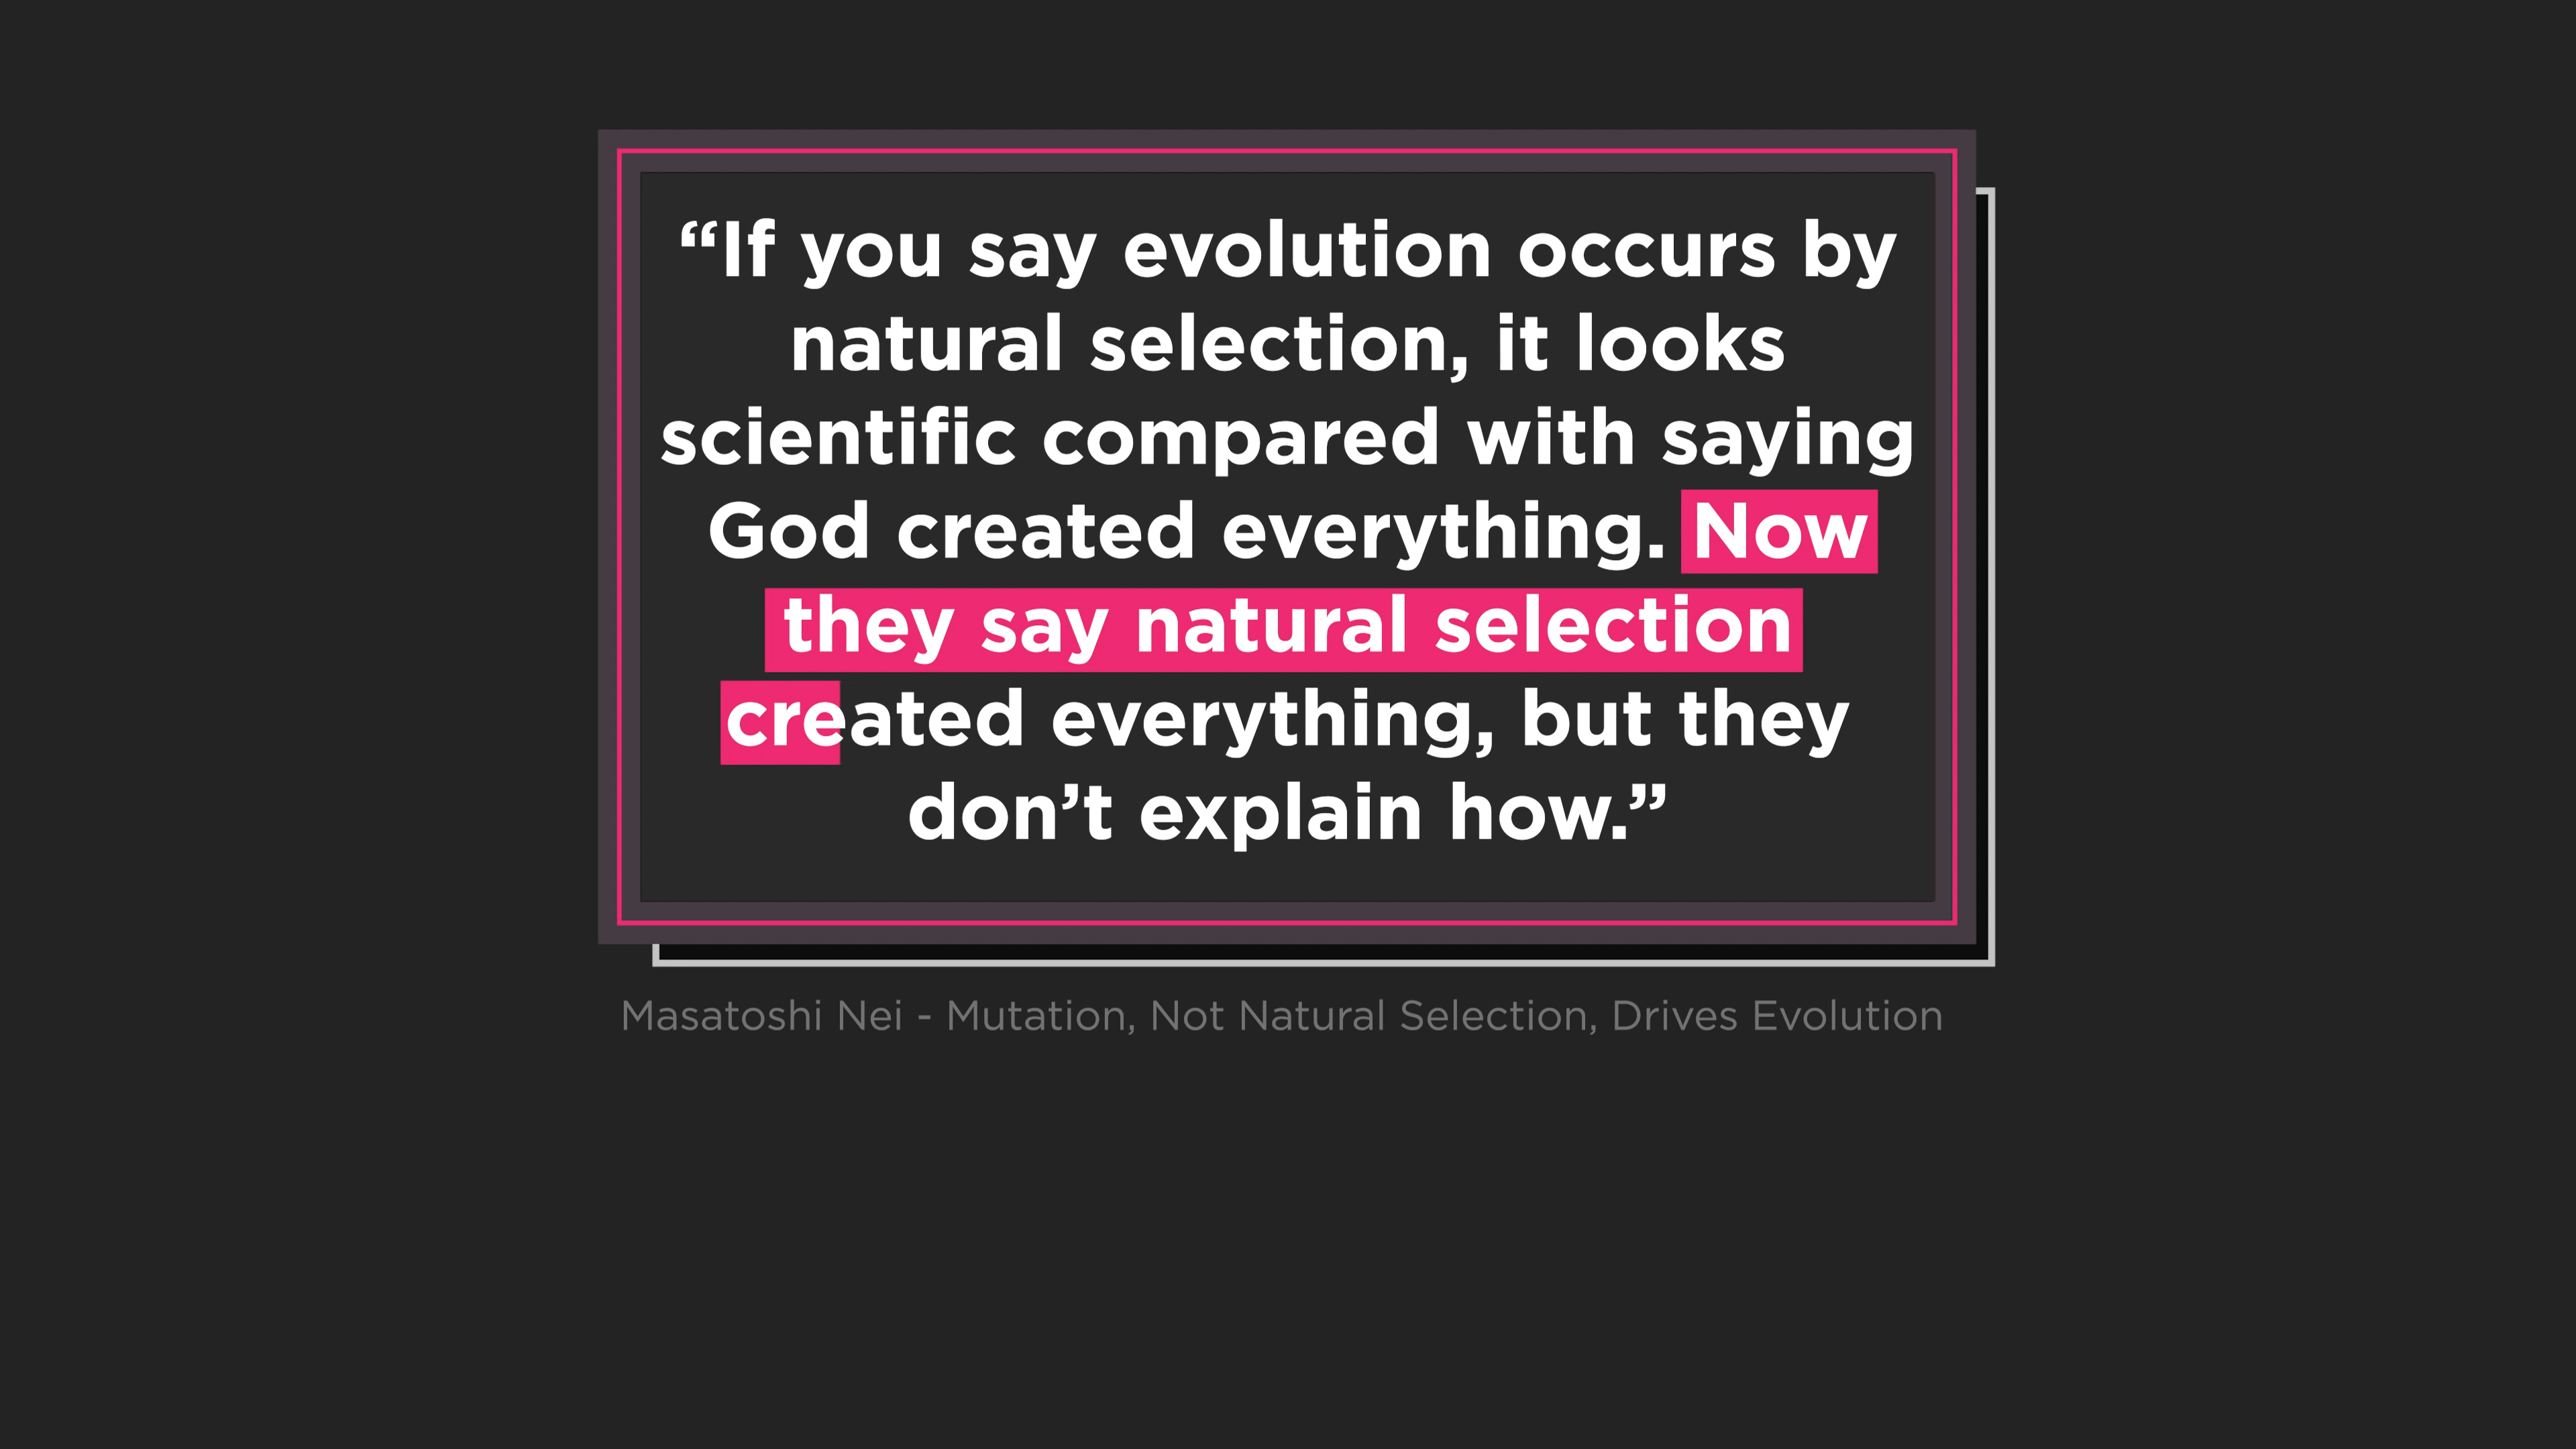 “If you say evolution occurs by
natural selection, it looks
scientific compared with saying
God created everything. Now
they say natural selection
created everything, but they
don’t explain how.”
Masatoshi Nei - Mutation, Not Natural Selection, Drives Evolution